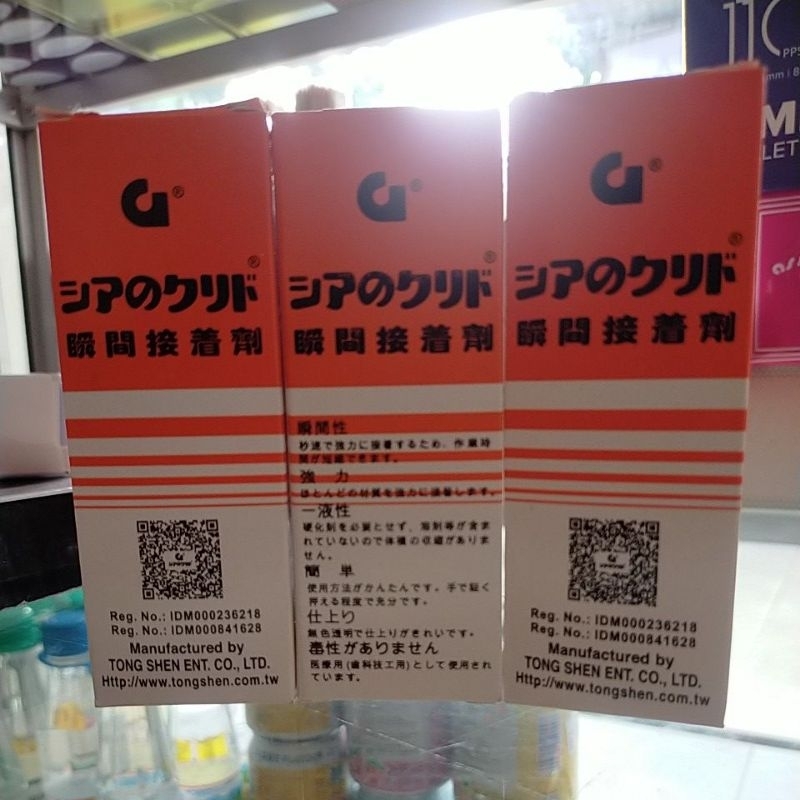 G®
シアのクリド®
瞬間接着劑
Reg. No.: IDM000236218
Reg. No.: IDM000841628
Manufactured by
TONG SHEN ENT. CO., LTD.
Http://www.tongshen.com.tw
G®
シアのクリド®
瞬間接着劑
瞬間性
秒速で強力に接着するため、作業時
間が短縮できます。
強 力
ほとんどの材質を強力に接着します。
一液性
硬化剤を必要とせず、溶剤等が含ま
れていないので体積の収縮がありま
せん。
簡 単
使用方法がかんたんです。手で軽く
押える程度で充分です。
仕上り
無色透明で仕上りがきれいです。
毒性がありません
医療用(歯科技工用)として使用され
ています。
G®
シアのクリド®
瞬間接着劑
Reg. No.: IDM000236218
Reg. No.: IDM000841628
Manufactured by
TONG SHEN ENT. CO., LTD.
Http://www.tongshen.com.tw
110
PPS